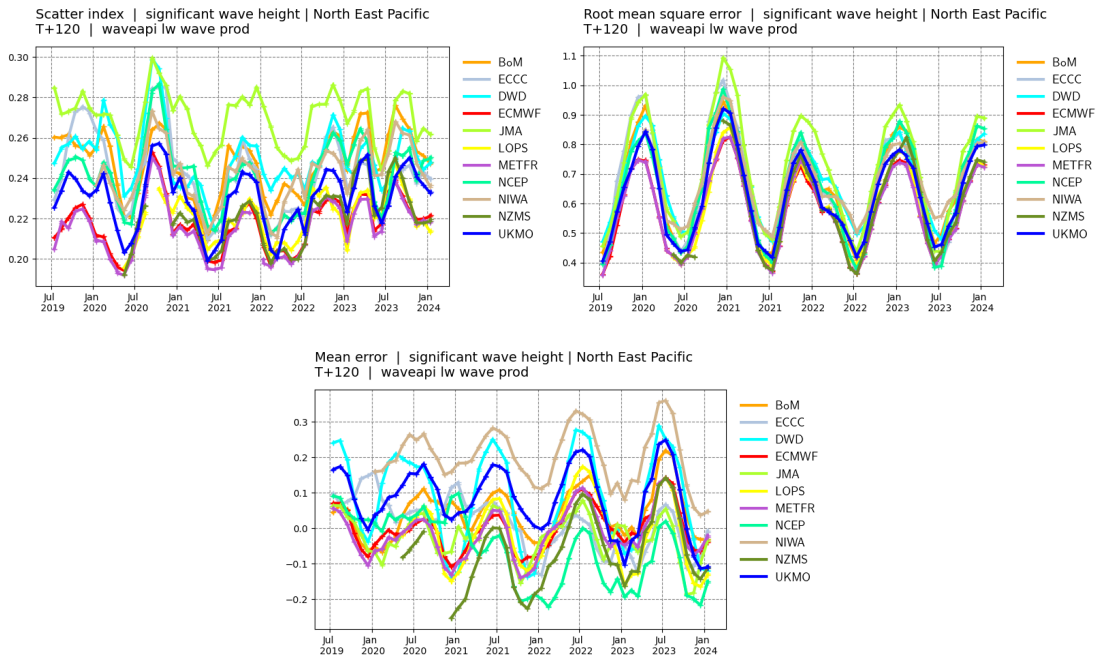 Scatter index | significant wave height | North East Pacific
T+120 | waveapi lw wave prod
0.30
0.28
0.26
0.24
0.22
0.20
Jul 2019
Jan 2020
Jul 2020
Jan 2021
Jul 2021
Jan 2022
Jul 2022
Jan 2023
Jul 2023
Jan 2024
BoM
ECCC
DWD
ECMWF
JMA
LOPS
METFR
NCEP
NIWA
NZMS
UKMO
Root mean square error | significant wave height | North East Pacific
T+120 | waveapi lw wave prod
1.1
1.0
0.9
0.8
0.7
0.6
0.5
0.4
Jul 2019
Jan 2020
Jul 2020
Jan 2021
Jul 2021
Jan 2022
Jul 2022
Jan 2023
Jul 2023
Jan 2024
BoM
ECCC
DWD
ECMWF
JMA
LOPS
METFR
NCEP
NIWA
NZMS
UKMO
Mean error | significant wave height | North East Pacific
T+120 | waveapi lw wave prod
0.3
0.2
0.1
0.0
−0.1
−0.2
Jul 2019
Jan 2020
Jul 2020
Jan 2021
Jul 2021
Jan 2022
Jul 2022
Jan 2023
Jul 2023
Jan 2024
BoM
ECCC
DWD
ECMWF
JMA
LOPS
METFR
NCEP
NIWA
NZMS
UKMO